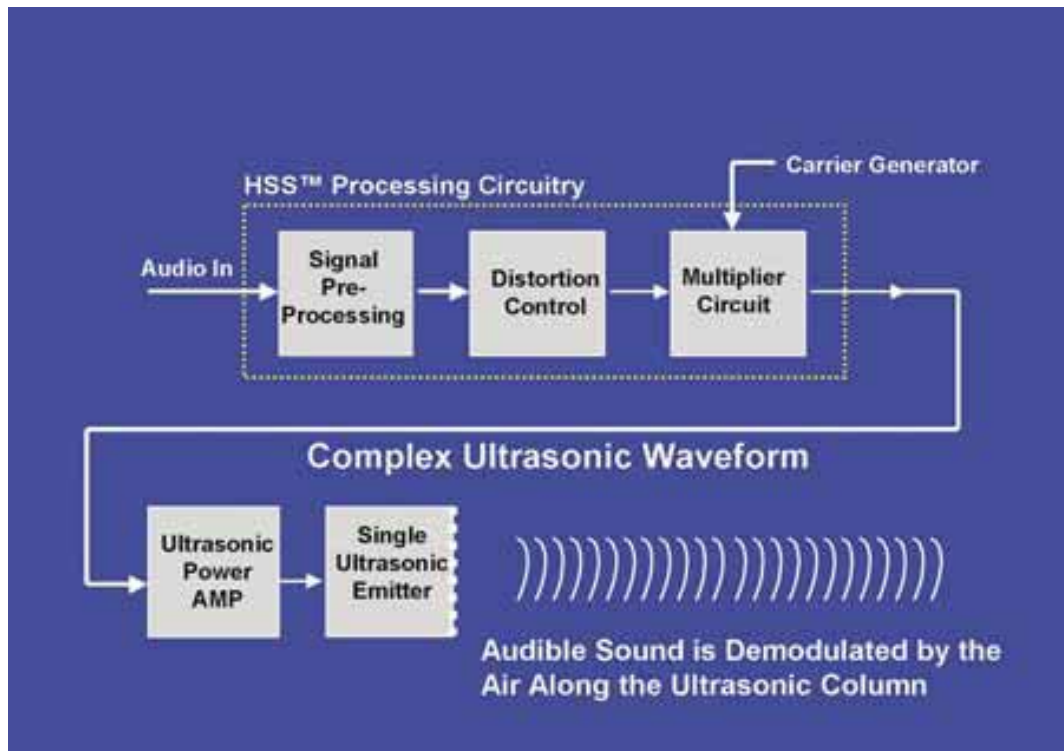 Carrier Generator
HSS™ Processing Circuitry
Audio In
Signal
Pre-
Processing
Distortion
Control
Multiplier
Circuit
Complex Ultrasonic Waveform
Ultrasonic
Power
AMP
Single
Ultrasonic
Emitter
Audible Sound is Demodulated by the
Air Along the Ultrasonic Column